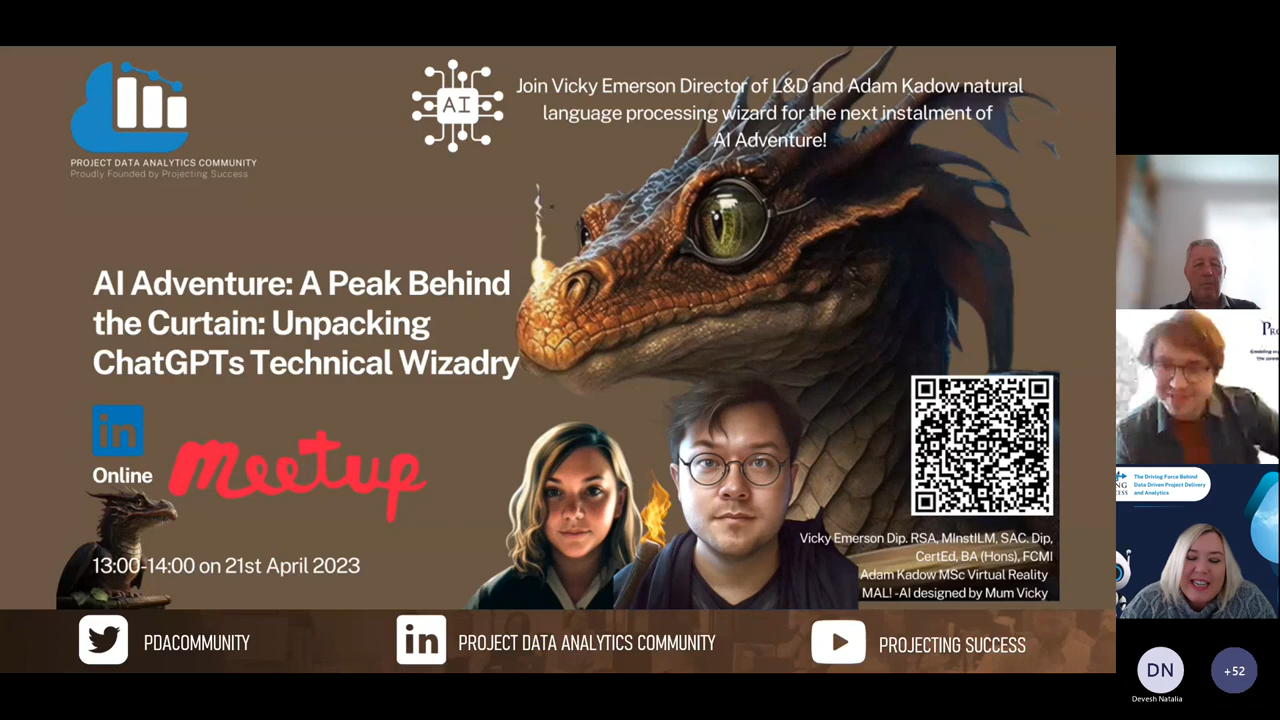 PROJECT DATA ANALYTICS COMMUNITY
Proudly Founded by Projecting Success
AI
Join Vicky Emerson Director of L&D and Adam Kadow natural
language processing wizard for the next instalment of
AI Adventure!
AI Adventure: A Peak Behind
the Curtain: Unpacking
ChatGPTs Technical Wizadry
in
Online
meetup
13:00-14:00 on 21st April 2023
Vicky Emerson Dip. RSA, MInstILM, SAC. Dip,
CertEd, BA (Hons), FCMI
Adam Kadow MSc Virtual Reality
MAL! -AI designed by Mum Vicky
PDACOMMUNITY
in
PROJECT DATA ANALYTICS COMMUNITY
PROJECTING SUCCESS
The Driving Force Behind
Data Driven Project Delivery
and Analytics
DN
Devesh Natalia
+52